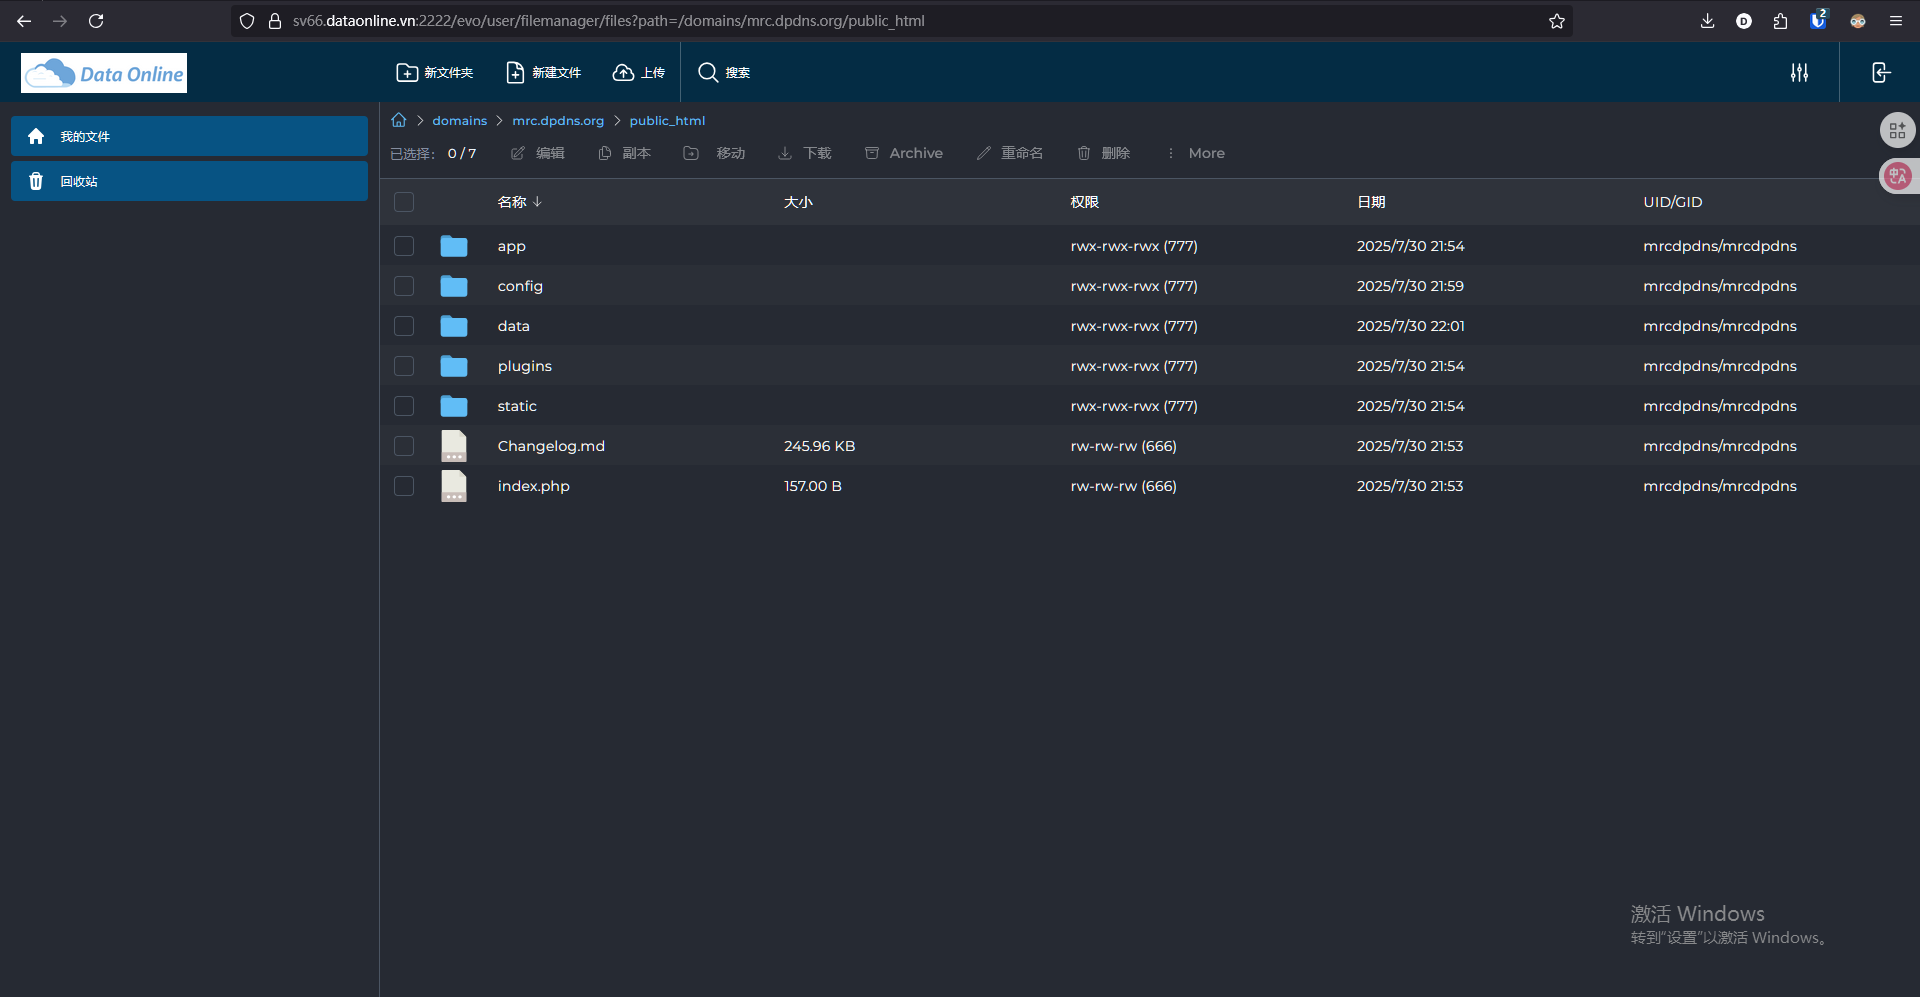 sv66.dataonline.vn:2222/evo/user/filemanager/files?path=/domains/mrc.dpdns.org/public_html
D
2
Data Online
新文件夹 新建文件 上传 搜索
我的文件
回收站
domains > mrc.dpdns.org > public_html
已选择: 0 / 7 编辑 副本 移动 下载 Archive 重命名 删除 More
名称 大小 权限 日期 UID/GID
app rwx-rwx-rwx (777) 2025/7/30 21:54 mrcdpdns/mrcdpdns
config rwx-rwx-rwx (777) 2025/7/30 21:59 mrcdpdns/mrcdpdns
data rwx-rwx-rwx (777) 2025/7/30 22:01 mrcdpdns/mrcdpdns
plugins rwx-rwx-rwx (777) 2025/7/30 21:54 mrcdpdns/mrcdpdns
static rwx-rwx-rwx (777) 2025/7/30 21:54 mrcdpdns/mrcdpdns
Changelog.md 245.96 KB rw-rw-rw (666) 2025/7/30 21:53 mrcdpdns/mrcdpdns
index.php 157.00 B rw-rw-rw (666) 2025/7/30 21:53 mrcdpdns/mrcdpdns
激活 Windows
转到“设置”以激活 Windows。